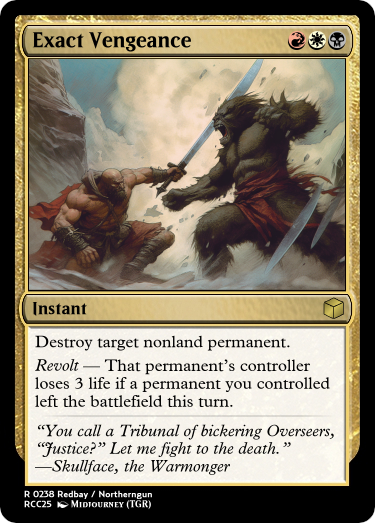 Exact Vengeance
Instant
Destroy target nonland permanent.
Revolt — That permanent's controller
loses 3 life if a permanent you controlled
left the battlefield this turn.
"You call a Tribunal of bickering Overseers,
"Justice?" Let me fight to the death."
—Skullface, the Warmonger
R 0238 Redbay / Northerngun
RCC25 Midjourney (TGR)